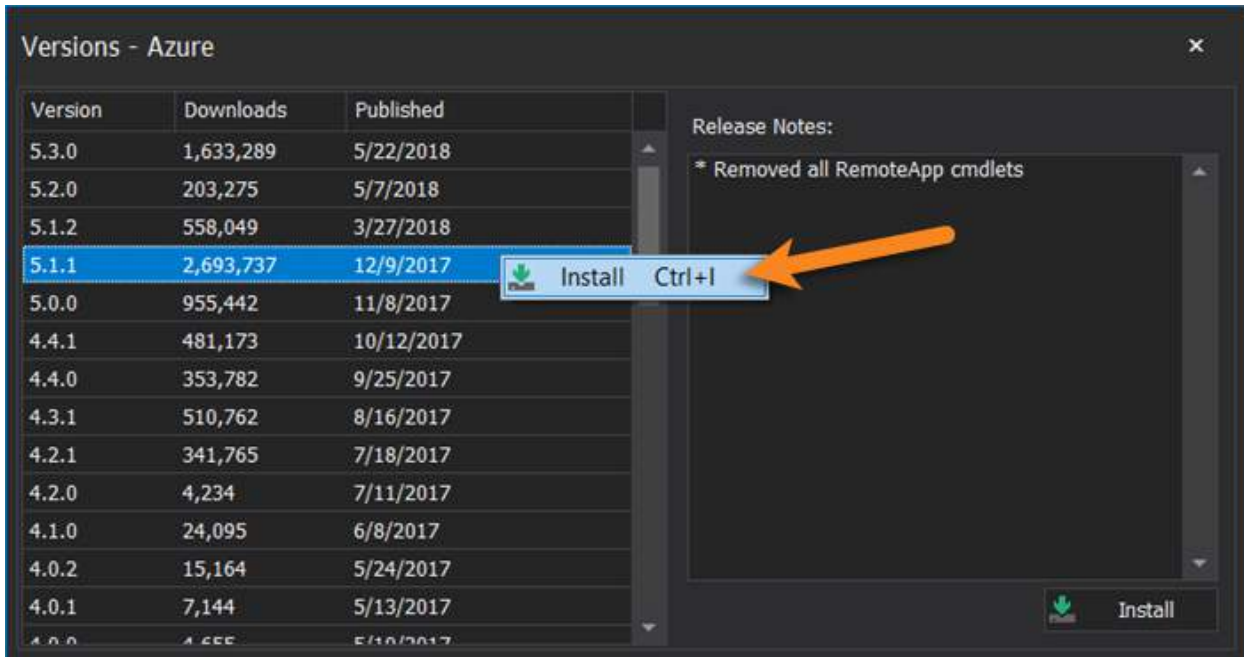 Versions - Azure
Version Downloads Published
5.3.0 1,633,289 5/22/2018
5.2.0 203,275 5/7/2018
5.1.2 558,049 3/27/2018
5.1.1 2,693,737 12/9/2017
5.0.0 955,442 11/8/2017
4.4.1 481,173 10/12/2017
4.4.0 353,782 9/25/2017
4.3.1 510,762 8/16/2017
4.2.1 341,765 7/18/2017
4.2.0 4,234 7/11/2017
4.1.0 24,095 6/8/2017
4.0.2 15,164 5/24/2017
4.0.1 7,144 5/13/2017
Install Ctrl+I
Release Notes:
* Removed all RemoteApp cmdlets
Install